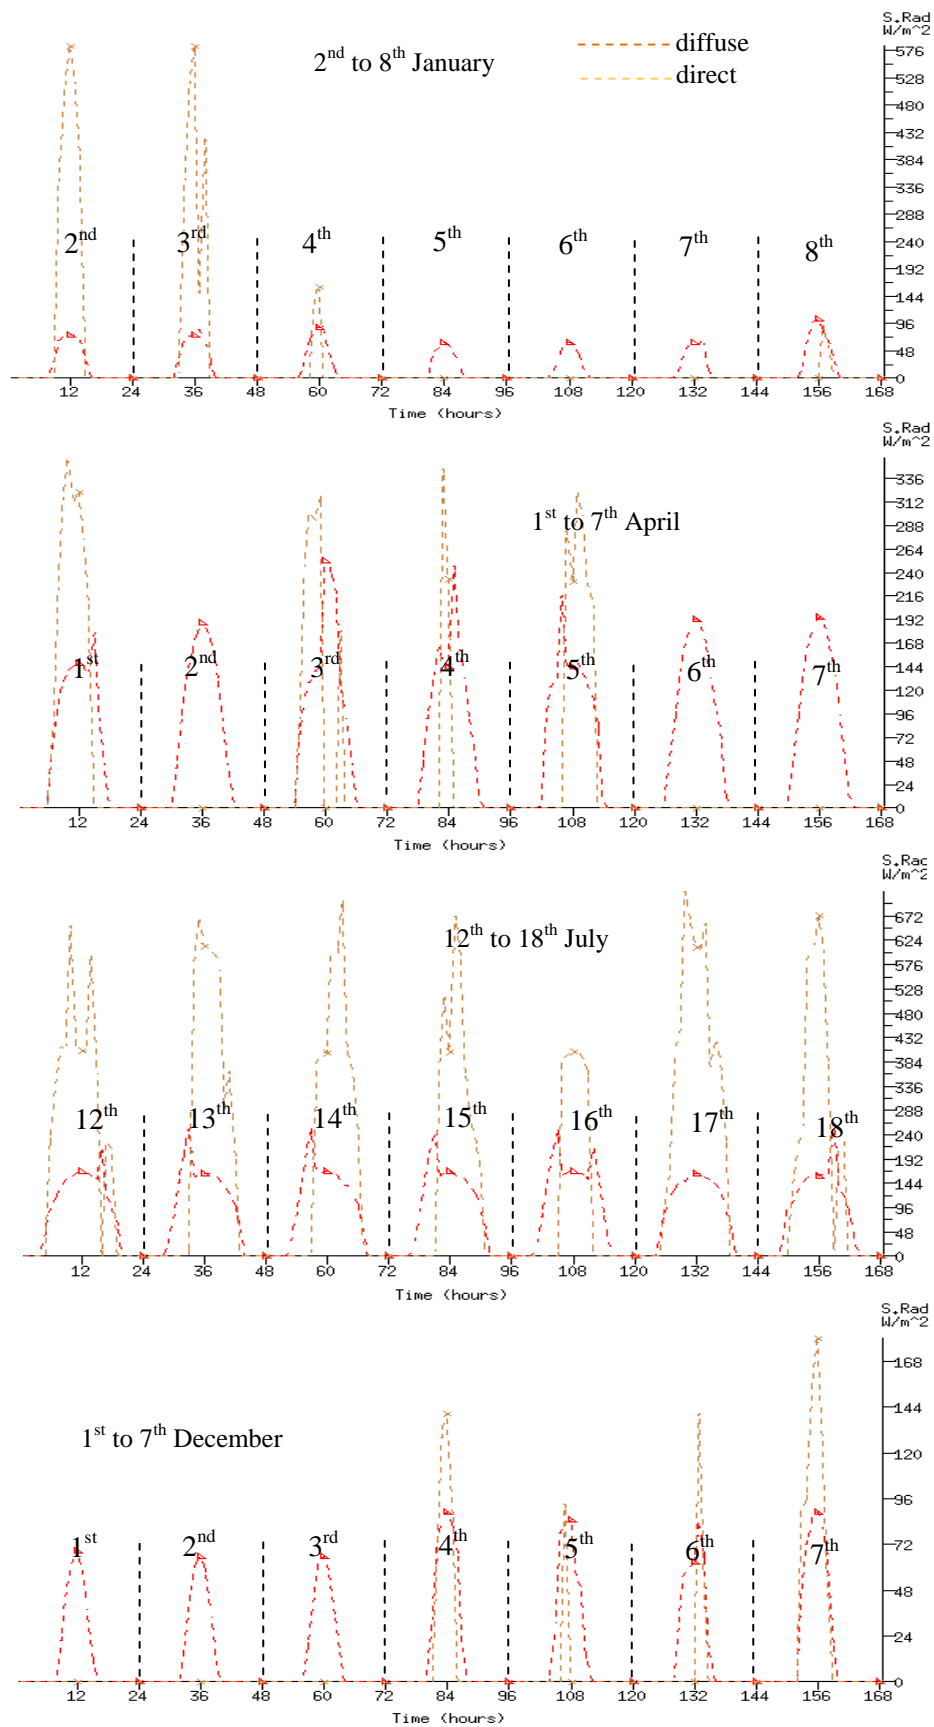 S.Rad
W/m^2
2nd to 8th January
diffuse
direct
576
528
480
432
384
336
288
240
192
144
96
48
0
2nd 3rd 4th 5th 6th 7th 8th
12 24 36 48 60 72 84 96 108 120 132 144 156 168
Time (hours)
S.Rad
W/m^2
1st to 7th April
336
312
288
264
240
216
192
168
144
120
96
72
48
24
0
1st 2nd 3rd 4th 5th 6th 7th
12 24 36 48 60 72 84 96 108 120 132 144 156 168
Time (hours)
S.Rad
W/m^2
12th to 18th July
672
624
576
528
480
432
384
336
288
240
192
144
96
48
0
12th 13th 14th 15th 16th 17th 18th
12 24 36 48 60 72 84 96 108 120 132 144 156 168
Time (hours)
S.Rad
W/m^2
1st to 7th December
168
144
120
96
72
48
24
1st 2nd 3rd 4th 5th 6th 7th
12 24 36 48 60 72 84 96 108 120 132 144 156 168
Time (hours)